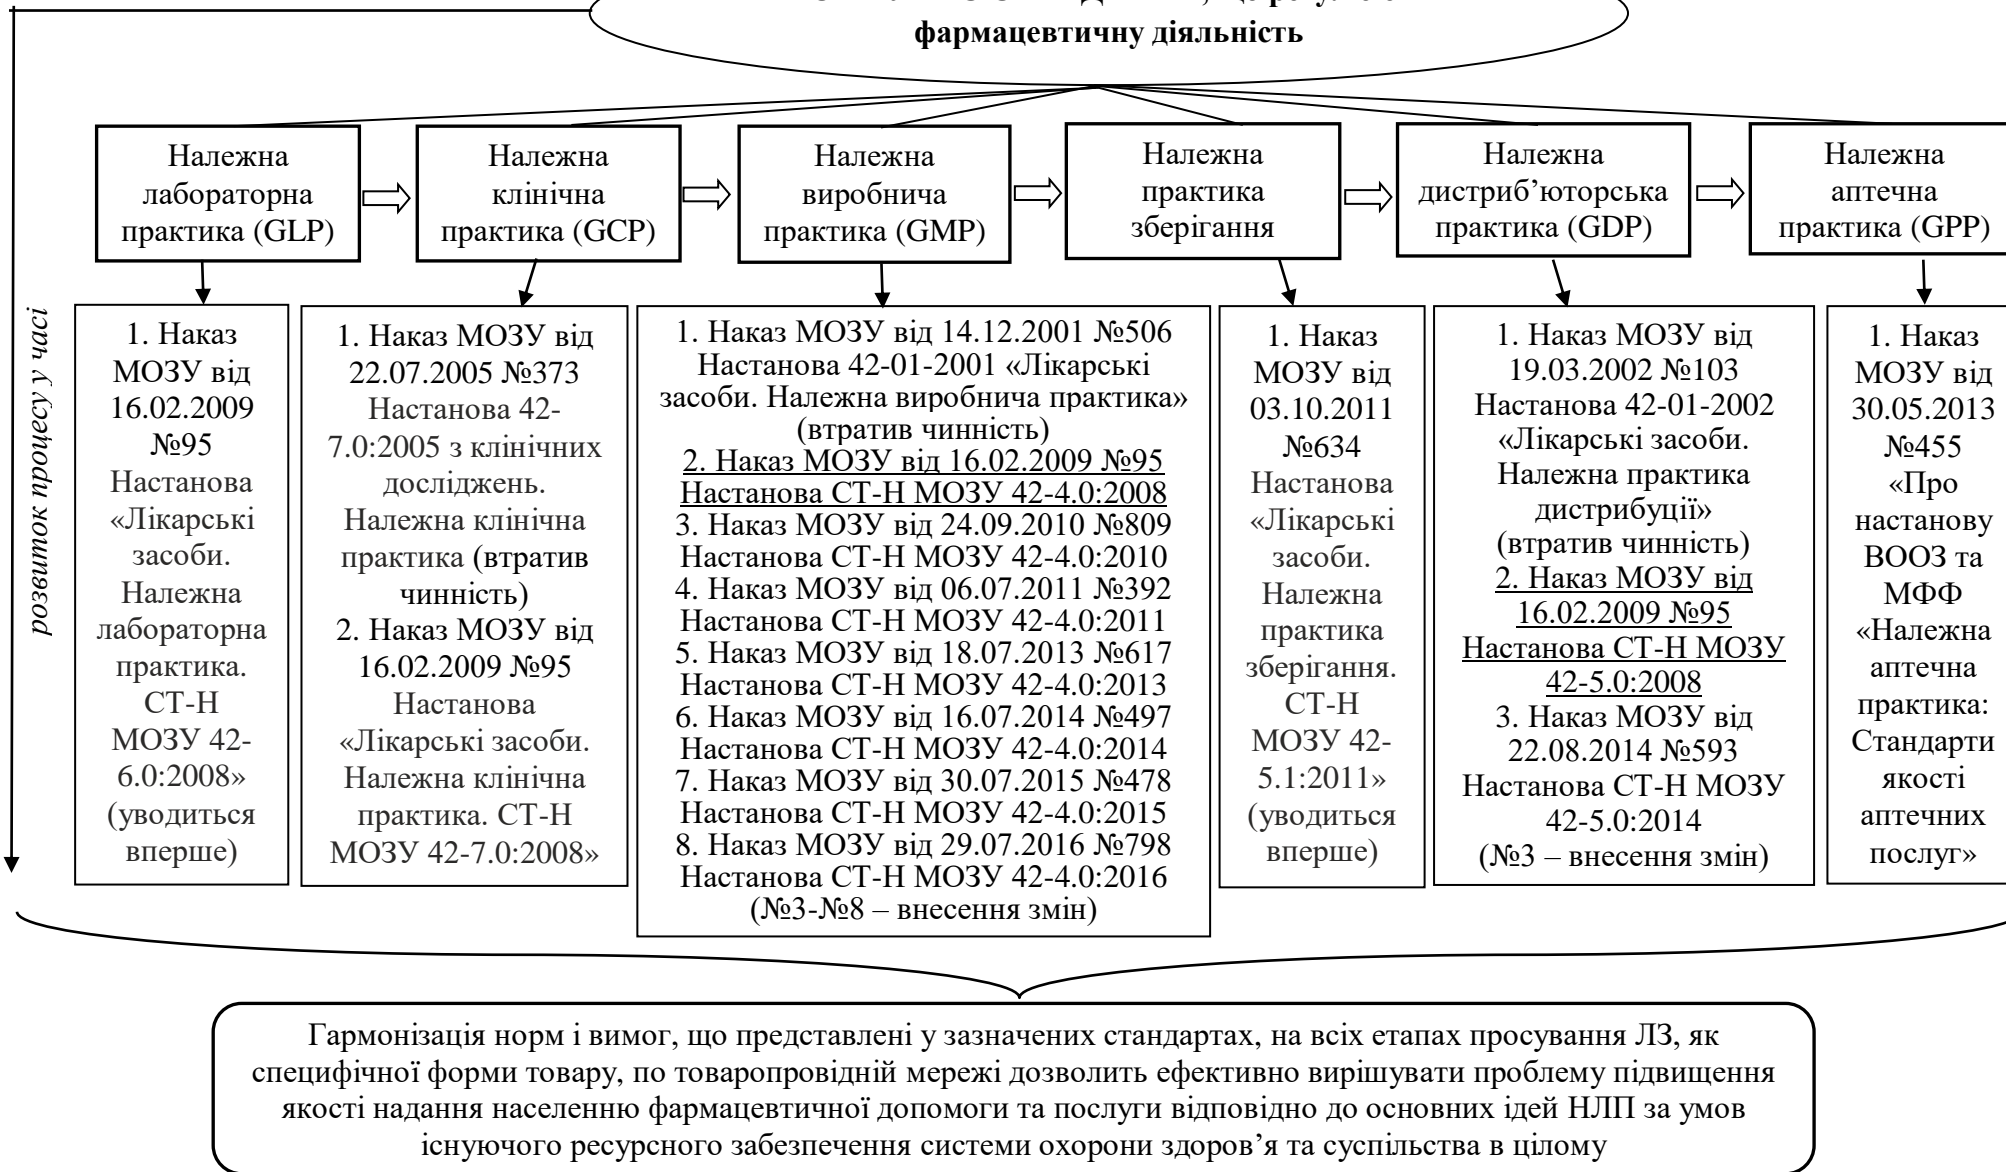 фармацевтичну діяльність
Належна
лабораторна
практика (GLP)
Належна
клінічна
практика (GCP)
Належна
виробнича
практика (GMP)
Належна
практика
зберігання
Належна
дистриб’юторська
практика (GDP)
Належна
аптечна
практика (GPP)
розвиток процесу у часі
1. Наказ
МОЗУ від
16.02.2009
№95
Настанова
«Лікарські
засоби.
Належна
лабораторна
практика.
СТ-Н
МОЗУ 42-
6.0:2008»
(уводиться
вперше)
1. Наказ МОЗУ від
22.07.2005 №373
Настанова 42-
7.0:2005 з клінічних
досліджень.
Належна клінічна
практика (втратив
чинність)
2. Наказ МОЗУ від
16.02.2009 №95
Настанова
«Лікарські засоби.
Належна клінічна
практика. СТ-Н
МОЗУ 42-7.0:2008»
1. Наказ МОЗУ від 14.12.2001 №506
Настанова 42-01-2001 «Лікарські
засоби. Належна виробнича практика»
(втратив чинність)
2. Наказ МОЗУ від 16.02.2009 №95
Настанова СТ-Н МОЗУ 42-4.0:2008
3. Наказ МОЗУ від 24.09.2010 №809
Настанова СТ-Н МОЗУ 42-4.0:2010
4. Наказ МОЗУ від 06.07.2011 №392
Настанова СТ-Н МОЗУ 42-4.0:2011
5. Наказ МОЗУ від 18.07.2013 №617
Настанова СТ-Н МОЗУ 42-4.0:2013
6. Наказ МОЗУ від 16.07.2014 №497
Настанова СТ-Н МОЗУ 42-4.0:2014
7. Наказ МОЗУ від 30.07.2015 №478
Настанова СТ-Н МОЗУ 42-4.0:2015
8. Наказ МОЗУ від 29.07.2016 №798
Настанова СТ-Н МОЗУ 42-4.0:2016
(№3-№8 – внесення змін)
1. Наказ
МОЗУ від
03.10.2011
№634
Настанова
«Лікарські
засоби.
Належна
практика
зберігання.
СТ-Н
МОЗУ 42-
5.1:2011»
(уводиться
вперше)
1. Наказ МОЗУ від
19.03.2002 №103
Настанова 42-01-2002
«Лікарські засоби.
Належна практика
дистрибуції»
(втратив чинність)
2. Наказ МОЗУ від
16.02.2009 №95
Настанова СТ-Н МОЗУ
42-5.0:2008
3. Наказ МОЗУ від
22.08.2014 №593
Настанова СТ-Н МОЗУ
42-5.0:2014
(№3 – внесення змін)
1. Наказ
МОЗУ від
30.05.2013
№455
«Про
настанову
ВООЗ та
МФФ
«Належна
аптечна
практика:
Стандарти
якості
аптечних
послуг»
Гармонізація норм і вимог, що представлені у зазначених стандартах, на всіх етапах просування ЛЗ, як
специфічної форми товару, по товаропровідній мережі дозволить ефективно вирішувати проблему підвищення
якості надання населенню фармацевтичної допомоги та послуги відповідно до основних ідей НЛП за умов
існуючого ресурсного забезпечення системи охорони здоров’я та суспільства в цілому